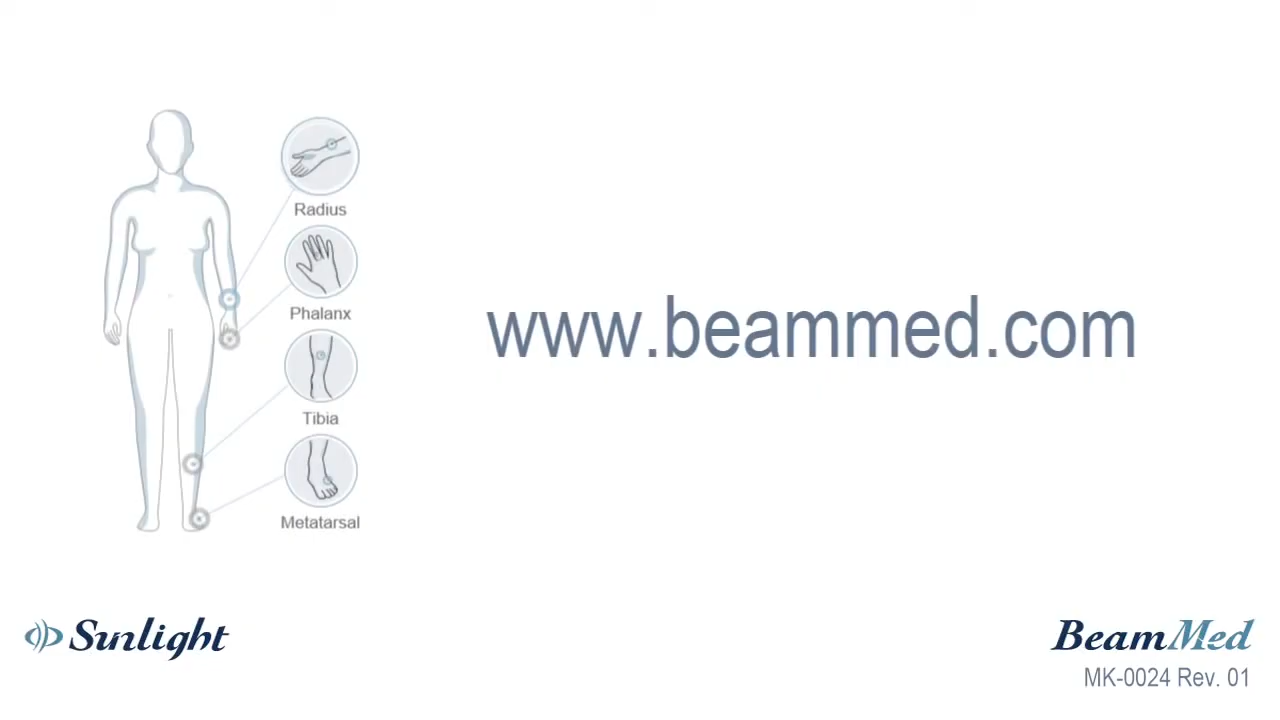 Radius
Phalanx
Tibia
Metatarsal
www.beammed.com
Sunlight
BeamMed
MK-0024 Rev. 01